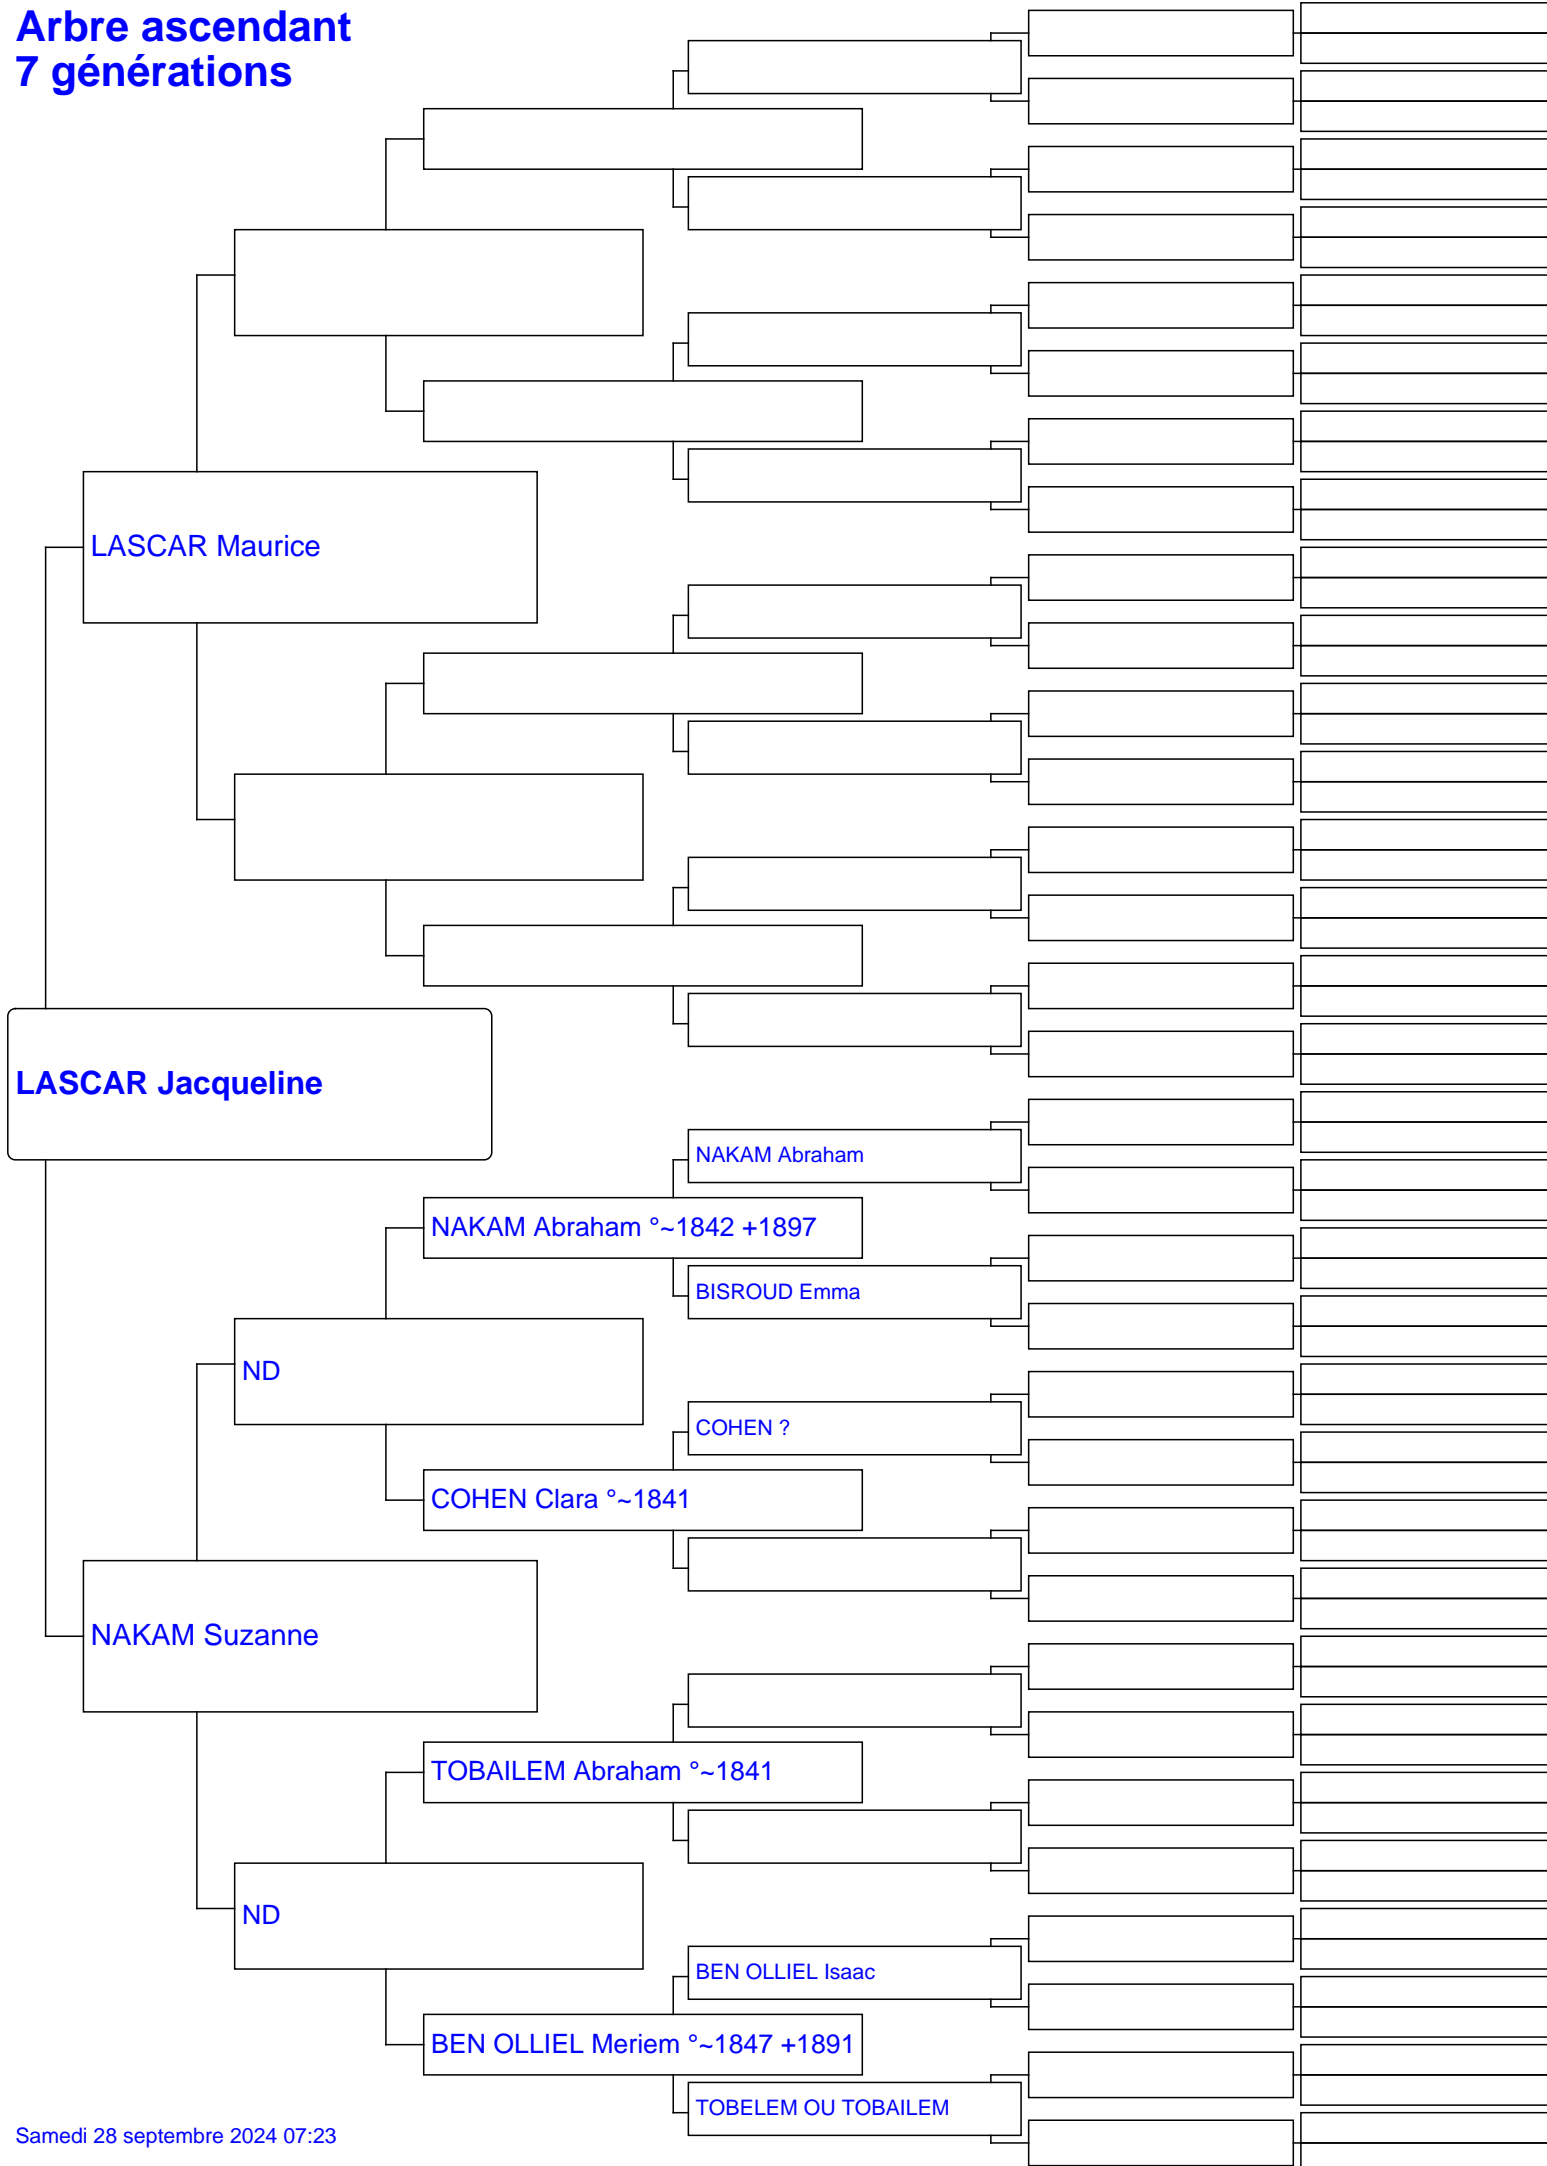 Arbre ascendant
7 générations
LASCAR Maurice
LASCAR Jacqueline
NAKAM Abraham
NAKAM Abraham °~1842 +1897
BISROUD Emma
ND
COHEN ?
COHEN Clara °~1841
NAKAM Suzanne
TOBAILEM Abraham °~1841
ND
BEN OLLIEL Isaac
BEN OLLIEL Meriem °~1847 +1891
TOBELEM OU TOBAILEM
Samedi 28 septembre 2024 07:23